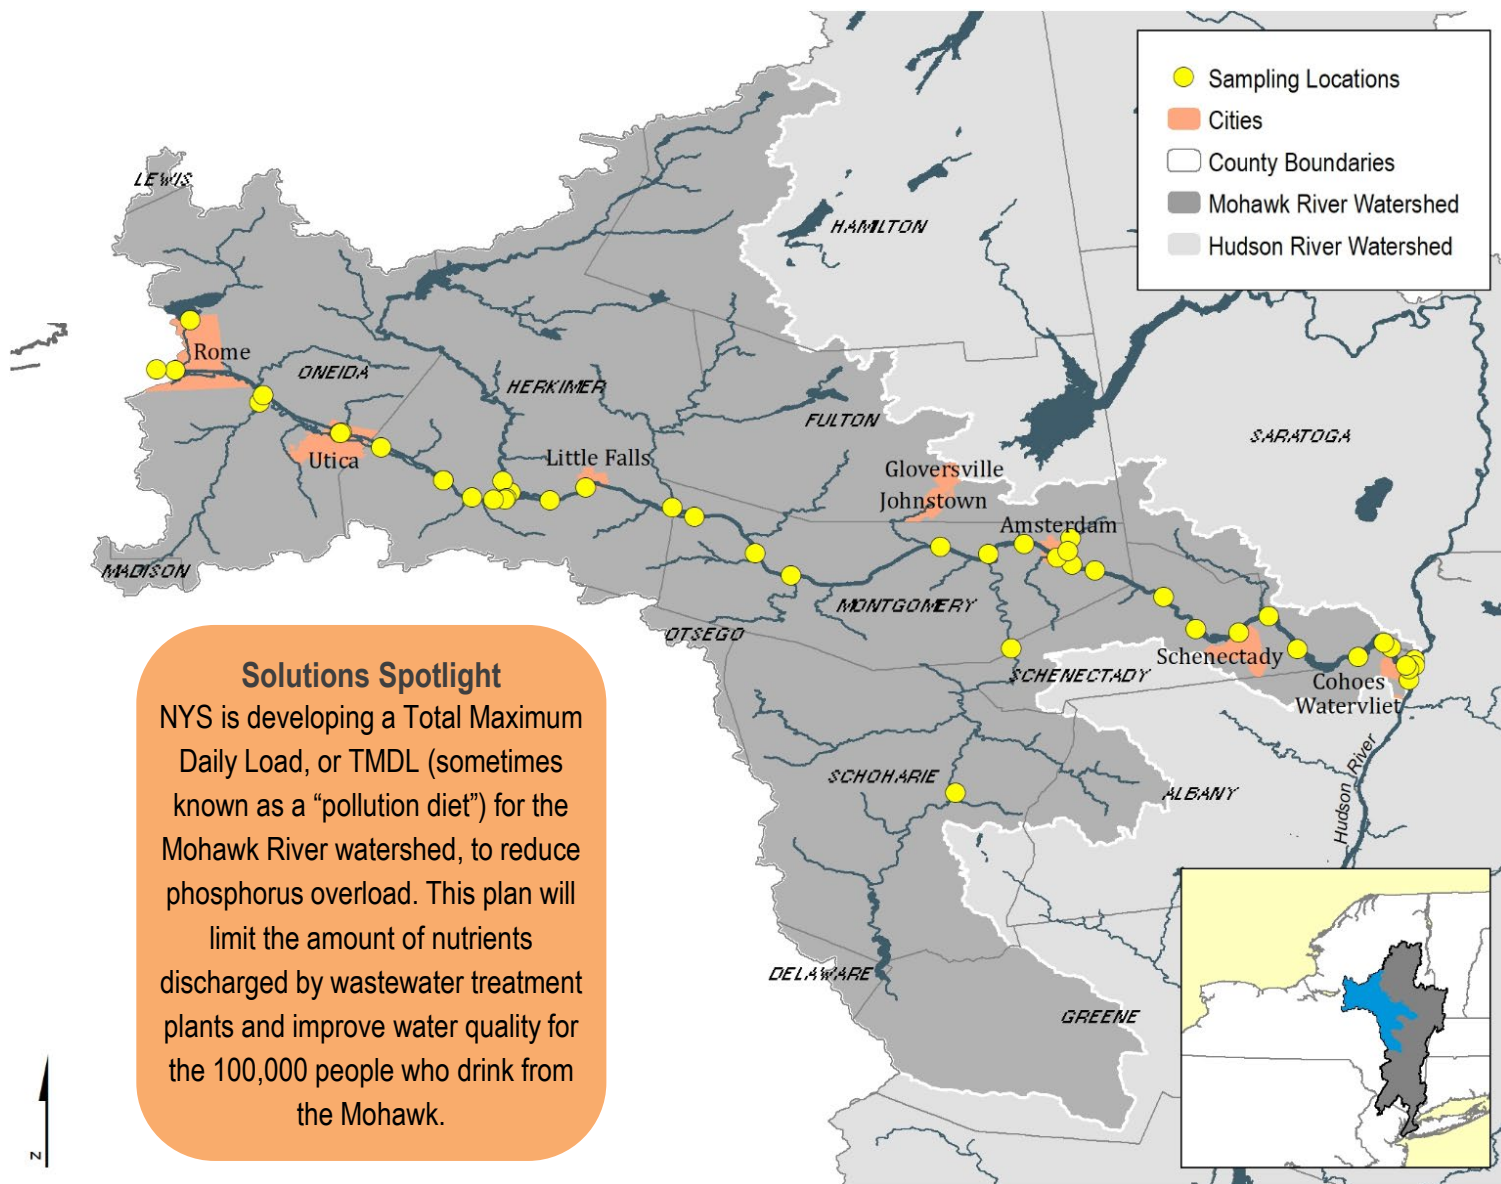 Sampling Locations
Cities
County Boundaries
Mohawk River Watershed
Hudson River Watershed
LEWIS
HAMILTON
Rome
ONEIDA
HERKIMER
FULTON
SARATOGA
Utica
Little Falls
Gloversville
Johnstown
Amsterdam
MADISON
MONTGOMERY
OTSEGO
SCHENECTADY
Schenectady
Cohoes
Watervliet
SCHOHARIE
ALBANY
Hudson River
DELAWARE
GREENE
Solutions Spotlight
NYS is developing a Total Maximum
Daily Load, or TMDL (sometimes
known as a “pollution diet”) for the
Mohawk River watershed, to reduce
phosphorus overload. This plan will
limit the amount of nutrients
discharged by wastewater treatment
plants and improve water quality for
the 100,000 people who drink from
the Mohawk.
N